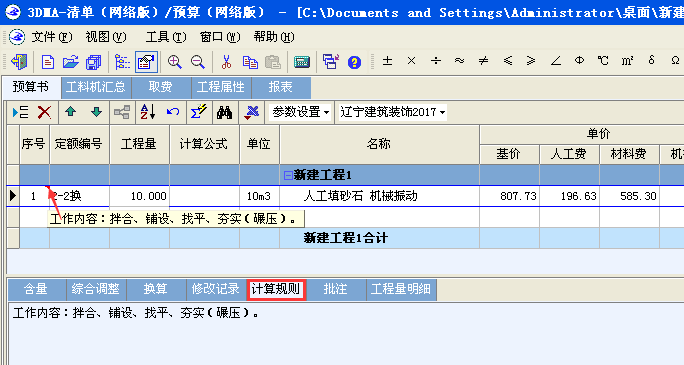 3DMA-清单（网络版）/预算（网络版） - [C:\Documents and Settings\Administrator\桌面\新建
文件(F) 视图(V) 工具(T) 窗口(W) 帮助(H)
± × ÷ ~ ≠ ≤ ≥ ∠ Φ ℃ m² δ Ω
预算书 工料机汇总 取费 工程属性 报表
参数设置 辽宁建筑装饰2017
序号 定额编号 工程量 计算公式 单位 名称 单价
基价 人工费 材料费 机
新建工程1
1 2-2换 10.000 10m3 人工填砂石 机械振动 807.73 196.63 585.30
工作内容：拌合、铺设、找平、夯实（碾压）。
新建工程1合计
含量 综合调整 换算 修改记录 计算规则 批注 工程量明细
工作内容：拌合、铺设、找平、夯实（碾压）。